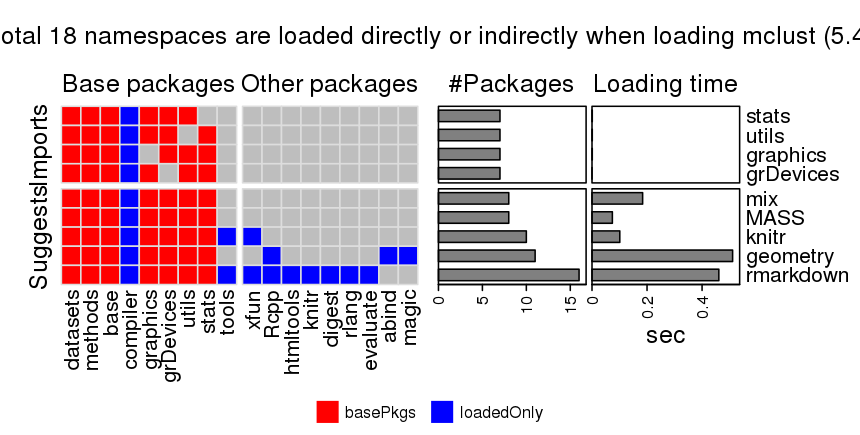 otal 18 namespaces are loaded directly or indirectly when loading mclust (5.4
Base packages Other packages #Packages Loading time
Imports
Suggests
stats
utils
graphics
grDevices
mix
MASS
knitr
geometry
rmarkdown
datasets
methods
base
compiler
graphics
grDevices
utils
stats
tools
xfun
Rcpp
htmltools
knitr
digest
rlang
evaluate
abind
magic
0 5 10 15
0 0.2 0.4
sec
basePkgs loadedOnly